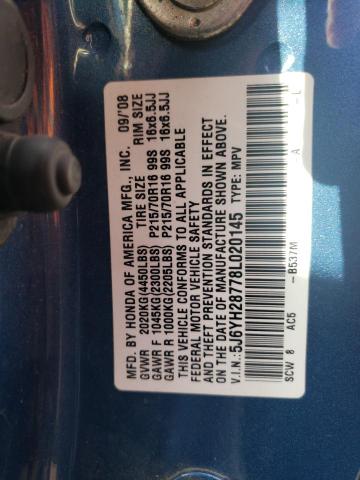 MFD. BY HONDA OF AMERICA MFG., INC. 09/'08
GVWR 2020KG(4450LBS) TIRE SIZE RIM SIZE
GAWR F 1045KG(2305LBS) P215/70R16 99S 16x6.5JJ
GAWR R 1000KG(2205LBS) P215/70R16 99S 16x6.5JJ
THIS VEHICLE CONFORMS TO ALL APPLICABLE
FEDERAL MOTOR VEHICLE SAFETY
AND THEFT PREVENTION STANDARDS IN EFFECT
ON THE DATE OF MANUFACTURE SHOWN ABOVE.
V.I.N.: 5J6YH28778L020145 TYPE: MPV
SCW 8 AC5 -B537M -A -L